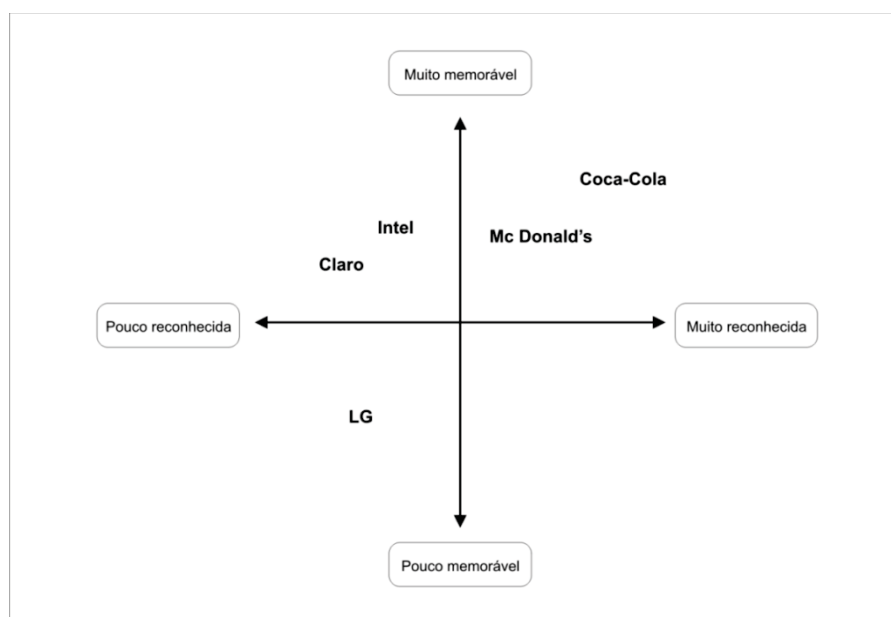 Muito memorável
Coca-Cola
Intel
Mc Donald's
Claro
Pouco reconhecida
Muito reconhecida
LG
Pouco memorável